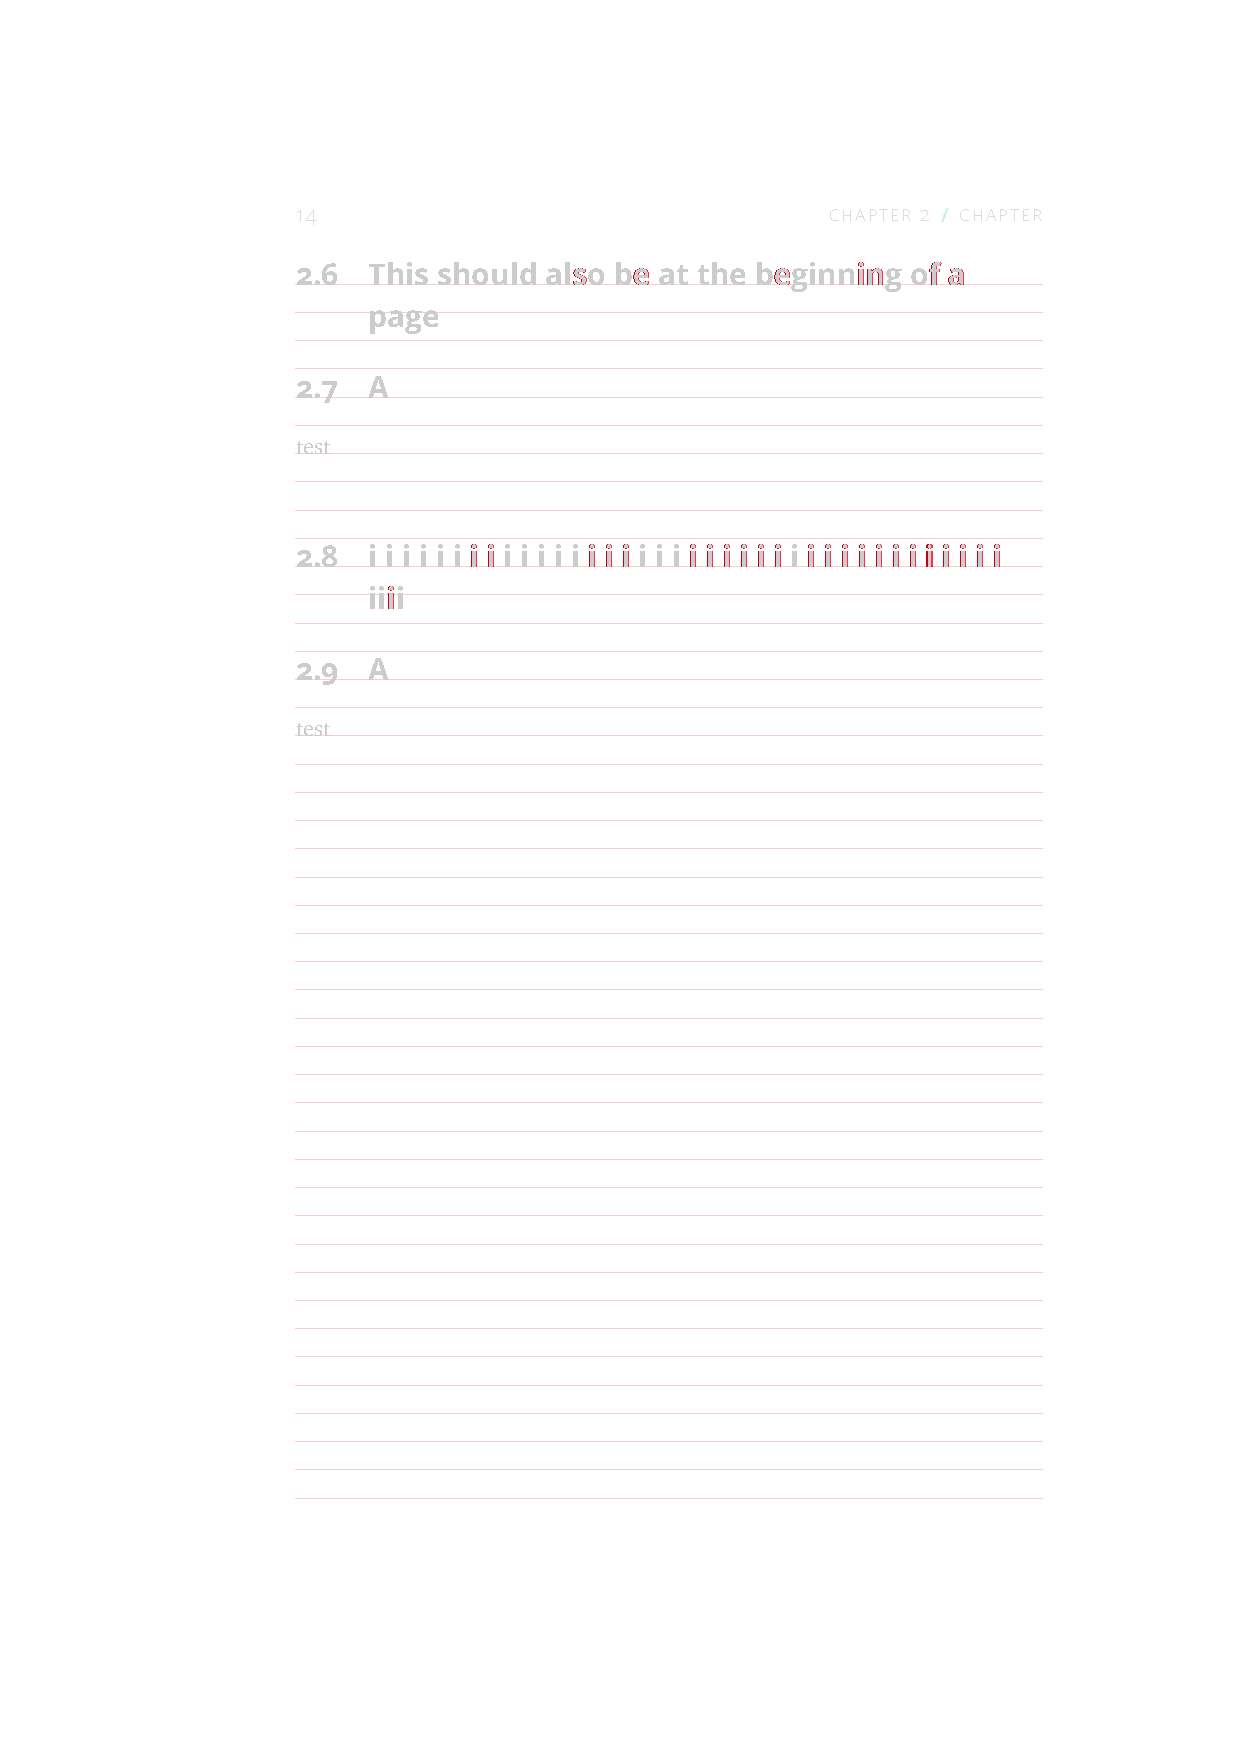 14 CHAPTER 2 / CHAPTER
2.6 This should also be at the beginning of a
page
2.7 A
test
2.8 i i i i i i i i i i i i i i i i i i i i i i i i i i i i i i i i i i i i i i
iiii
2.9 A
test